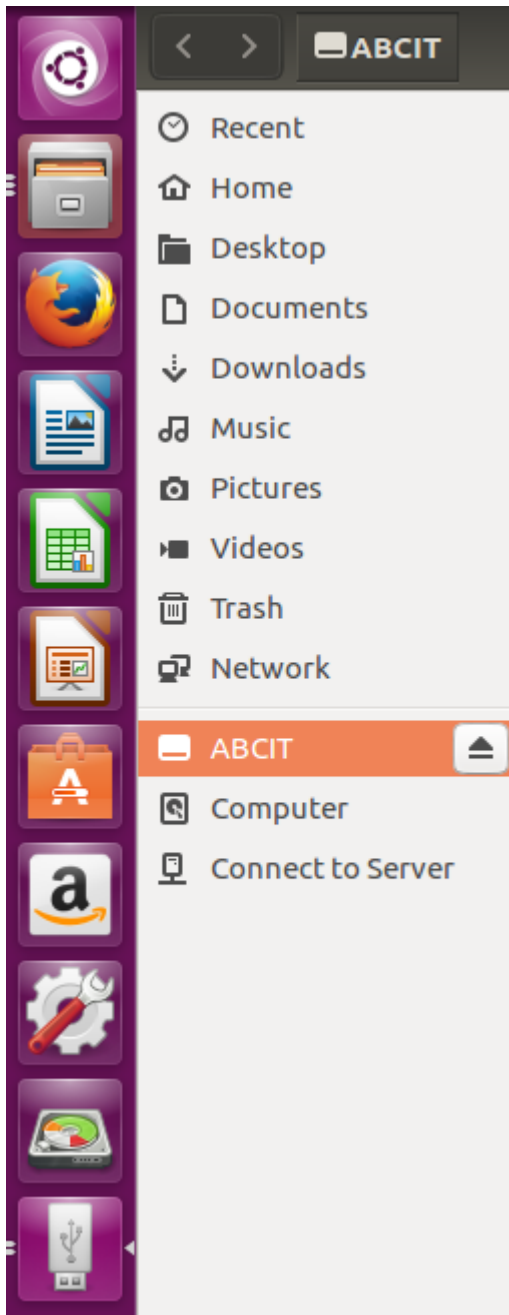 ABCIT
Recent
Home
Desktop
Documents
Downloads
Music
Pictures
Videos
Trash
Network
ABCIT
Computer
Connect to Server